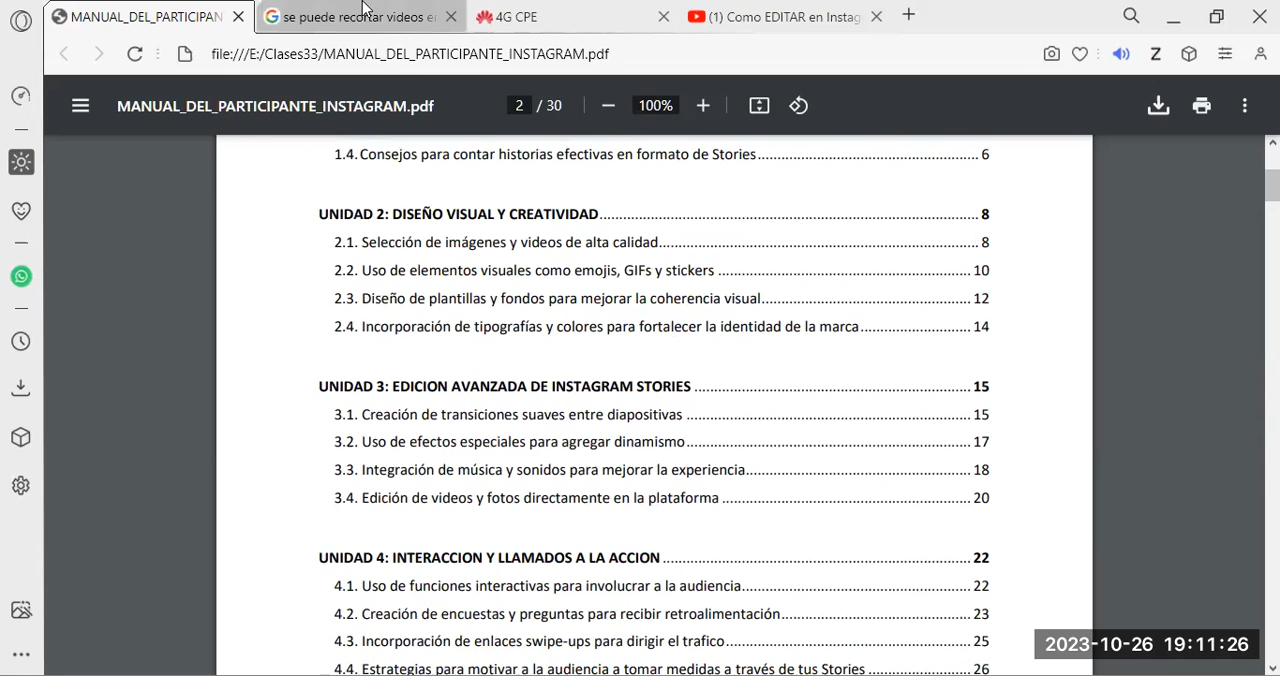 MANUAL_DEL_PARTICIPAN
se puede recortar videos en
4G CPE
(1) Como EDITAR en Instag
file:///E:/Clases33/MANUAL_DEL_PARTICIPANTE_INSTAGRAM.pdf
Z
MANUAL_DEL_PARTICIPANTE_INSTAGRAM.pdf
2 / 30
100%
1.4. Consejos para contar historias efectivas en formato de Stories 6
UNIDAD 2: DISEÑO VISUAL Y CREATIVIDAD 8
2.1. Selección de imágenes y videos de alta calidad 8
2.2. Uso de elementos visuales como emojis, GIFs y stickers 10
2.3. Diseño de plantillas y fondos para mejorar la coherencia visual 12
2.4. Incorporación de tipografías y colores para fortalecer la identidad de la marca 14
UNIDAD 3: EDICION AVANZADA DE INSTAGRAM STORIES 15
3.1. Creación de transiciones suaves entre diapositivas 15
3.2. Uso de efectos especiales para agregar dinamismo 17
3.3. Integración de música y sonidos para mejorar la experiencia 18
3.4. Edición de videos y fotos directamente en la plataforma 20
UNIDAD 4: INTERACCION Y LLAMADOS A LA ACCION 22
4.1. Uso de funciones interactivas para involucrar a la audiencia 22
4.2. Creación de encuestas y preguntas para recibir retroalimentación 23
4.3. Incorporación de enlaces swipe-ups para dirigir el trafico 25
4.4. Estrategias para motivar a la audiencia a tomar medidas a través de tus Stories 26
2023-10-26 19:11:26